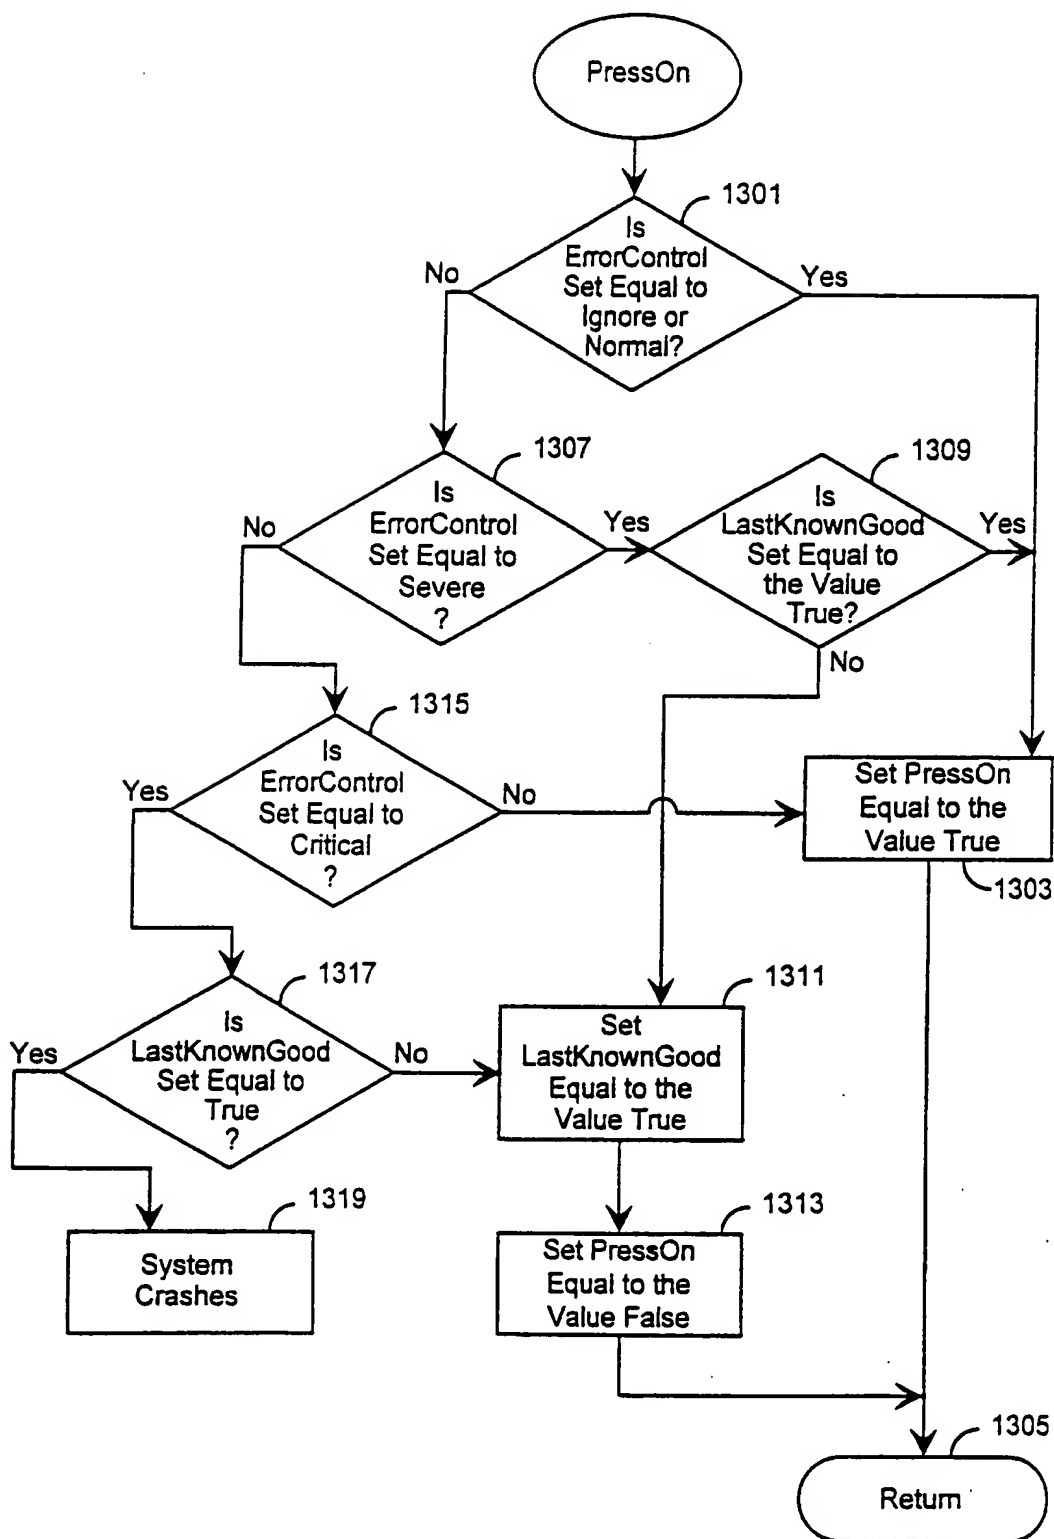 PressOn
1301
Is
ErrorControl
Set Equal to
Ignore or
Normal?
No
Yes
1307
Is
ErrorControl
Set Equal to
Severe
?
No
Yes
1309
Is
LastKnownGood
Set Equal to
the Value
True?
Yes
No
1315
Is
ErrorControl
Set Equal to
Critical
?
Yes
No
Set PressOn
Equal to the
Value True
1303
1317
Is
LastKnownGood
Set Equal to
True
?
Yes
No
1311
Set
LastKnownGood
Equal to the
Value True
1319
System
Crashes
1313
Set PressOn
Equal to the
Value False
1305
Return